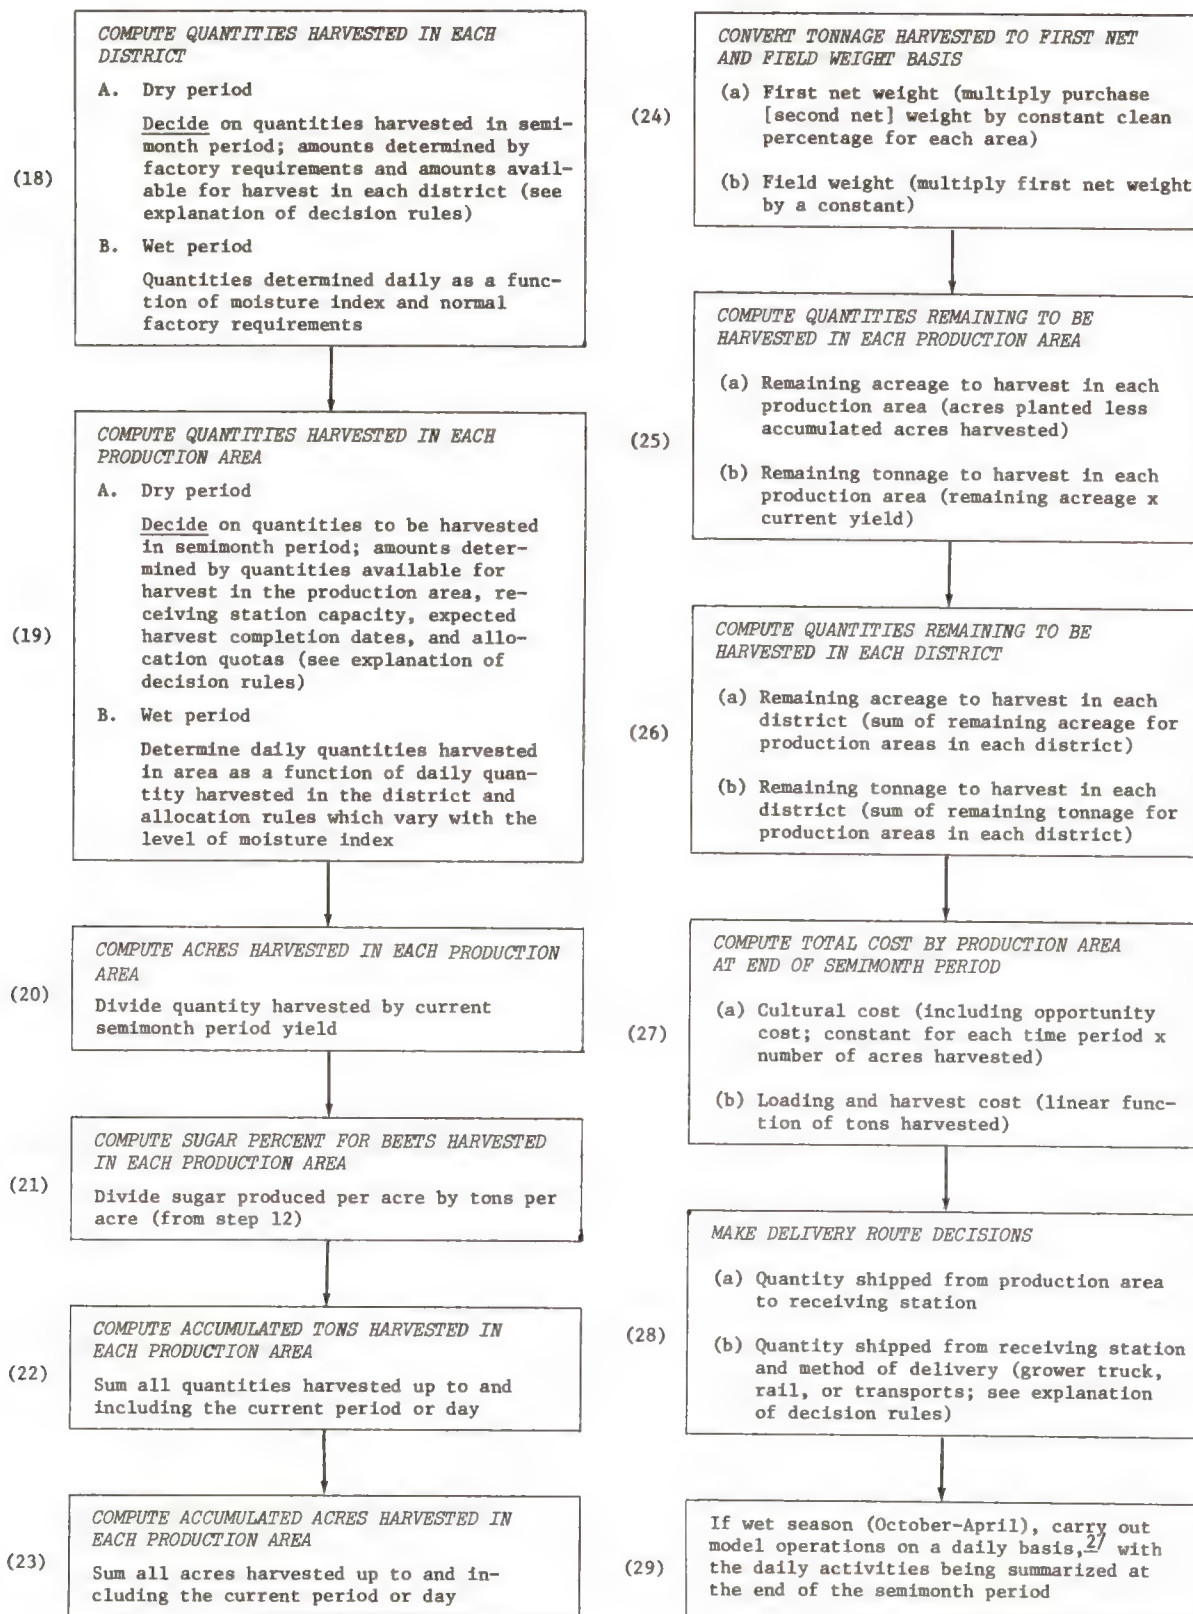 (18)
COMPUTE QUANTITIES HARVESTED IN EACH
DISTRICT
A. Dry period
Decide on quantities harvested in semi-
month period; amounts determined by
factory requirements and amounts avail-
able for harvest in each district (see
explanation of decision rules)
B. Wet period
Quantities determined daily as a func-
tion of moisture index and normal
factory requirements
(19)
COMPUTE QUANTITIES HARVESTED IN EACH
PRODUCTION AREA
A. Dry period
Decide on quantities to be harvested
in semimonth period; amounts deter-
mined by quantities available for
harvest in the production area, re-
ceiving station capacity, expected
harvest completion dates, and allo-
cation quotas (see explanation of
decision rules)
B. Wet period
Determine daily quantities harvested
in area as a function of daily quan-
tity harvested in the district and
allocation rules which vary with the
level of moisture index
(20)
COMPUTE ACRES HARVESTED IN EACH PRODUCTION
AREA
Divide quantity harvested by current
semimonth period yield
(21)
COMPUTE SUGAR PERCENT FOR BEETS HARVESTED
IN EACH PRODUCTION AREA
Divide sugar produced per acre by tons per
acre (from step 12)
(22)
COMPUTE ACCUMULATED TONS HARVESTED IN
EACH PRODUCTION AREA
Sum all quantities harvested up to and
including the current period or day
(23)
COMPUTE ACCUMULATED ACRES HARVESTED IN
EACH PRODUCTION AREA
Sum all acres harvested up to and in-
cluding the current period or day
(24)
CONVERT TONNAGE HARVESTED TO FIRST NET
AND FIELD WEIGHT BASIS
(a) First net weight (multiply purchase
[second net] weight by constant clean
percentage for each area)
(b) Field weight (multiply first net weight
by a constant)
(25)
COMPUTE QUANTITIES REMAINING TO BE
HARVESTED IN EACH PRODUCTION AREA
(a) Remaining acreage to harvest in each
production area (acres planted less
accumulated acres harvested)
(b) Remaining tonnage to harvest in each
production area (remaining acreage x
current yield)
(26)
COMPUTE QUANTITIES REMAINING TO BE
HARVESTED IN EACH DISTRICT
(a) Remaining acreage to harvest in each
district (sum of remaining acreage for
production areas in each district)
(b) Remaining tonnage to harvest in each
district (sum of remaining tonnage for
production areas in each district)
(27)
COMPUTE TOTAL COST BY PRODUCTION AREA
AT END OF SEMIMONTH PERIOD
(a) Cultural cost (including opportunity
cost; constant for each time period x
number of acres harvested)
(b) Loading and harvest cost (linear func-
tion of tons harvested)
(28)
MAKE DELIVERY ROUTE DECISIONS
(a) Quantity shipped from production area
to receiving station
(b) Quantity shipped from receiving station
and method of delivery (grower truck,
rail, or transports; see explanation
of decision rules)
(29)
If wet season (October-April), carry out
model operations on a daily basis,2/ with
the daily activities being summarized at
the end of the semimonth period